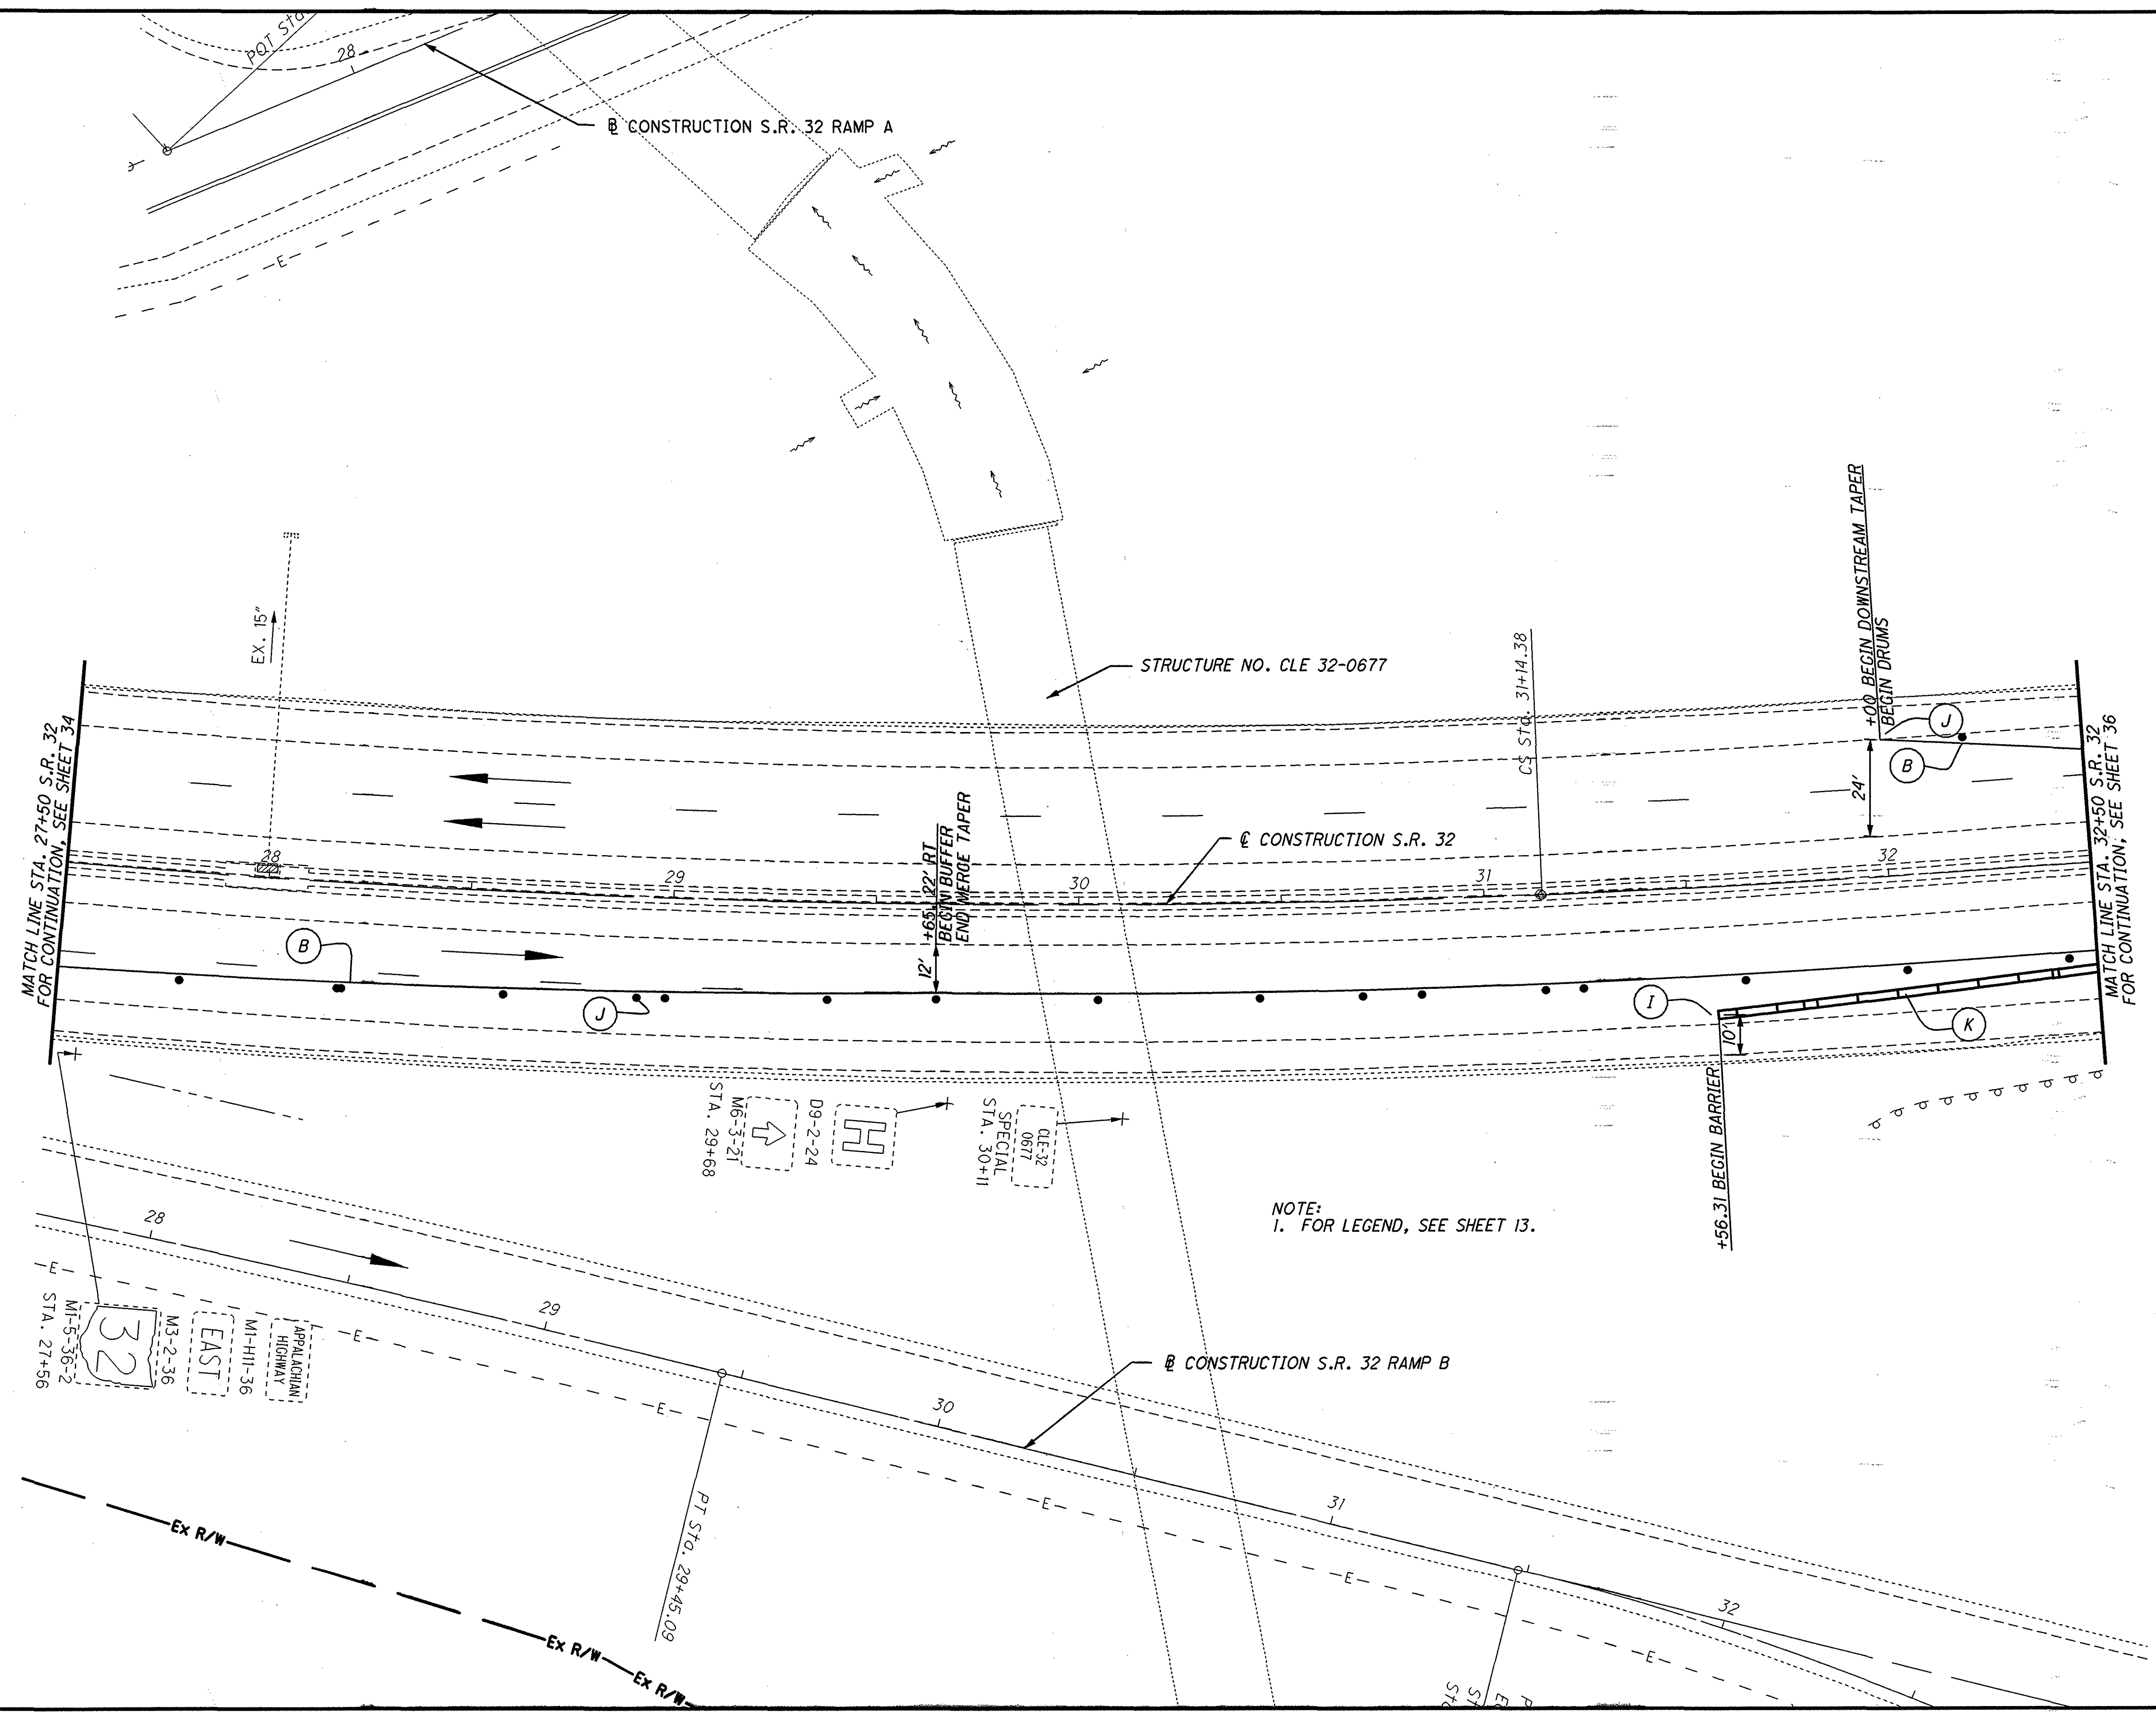 POT Sta.
28
℄ CONSTRUCTION S.R. 32 RAMP A
E
STRUCTURE NO. CLE 32-0677
EX. 15"
CS Sta. 31+14.38
+00 BEGIN DOWNSTREAM TAPER
BEGIN DRUMS
J
B
24'
MATCH LINE STA. 27+50 S.R. 32
FOR CONTINUATION, SEE SHEET 34
MATCH LINE STA. 32+50 S.R. 32
FOR CONTINUATION, SEE SHEET 36
℄ CONSTRUCTION S.R. 32
28
29
30
31
32
+65, 22' RT
BEGIN BUFFER
END MERGE TAPER
12'
B
J
I
K
10'
+56.31 BEGIN BARRIER
STA. 29+68
M6-3-21
D9-2-24
H
STA. 30+11
SPECIAL
CLE-32
0677
NOTE:
1. FOR LEGEND, SEE SHEET 13.
28
29
30
31
32
E
E
E
E
E
E
STA. 27+56
M1-5-36-2
32
M3-2-36
EAST
M1-H11-36
APPALACHIAN
HIGHWAY
℄ CONSTRUCTION S.R. 32 RAMP B
PT Sta. 29+45.09
Ex R/W
Ex R/W
Ex R/W